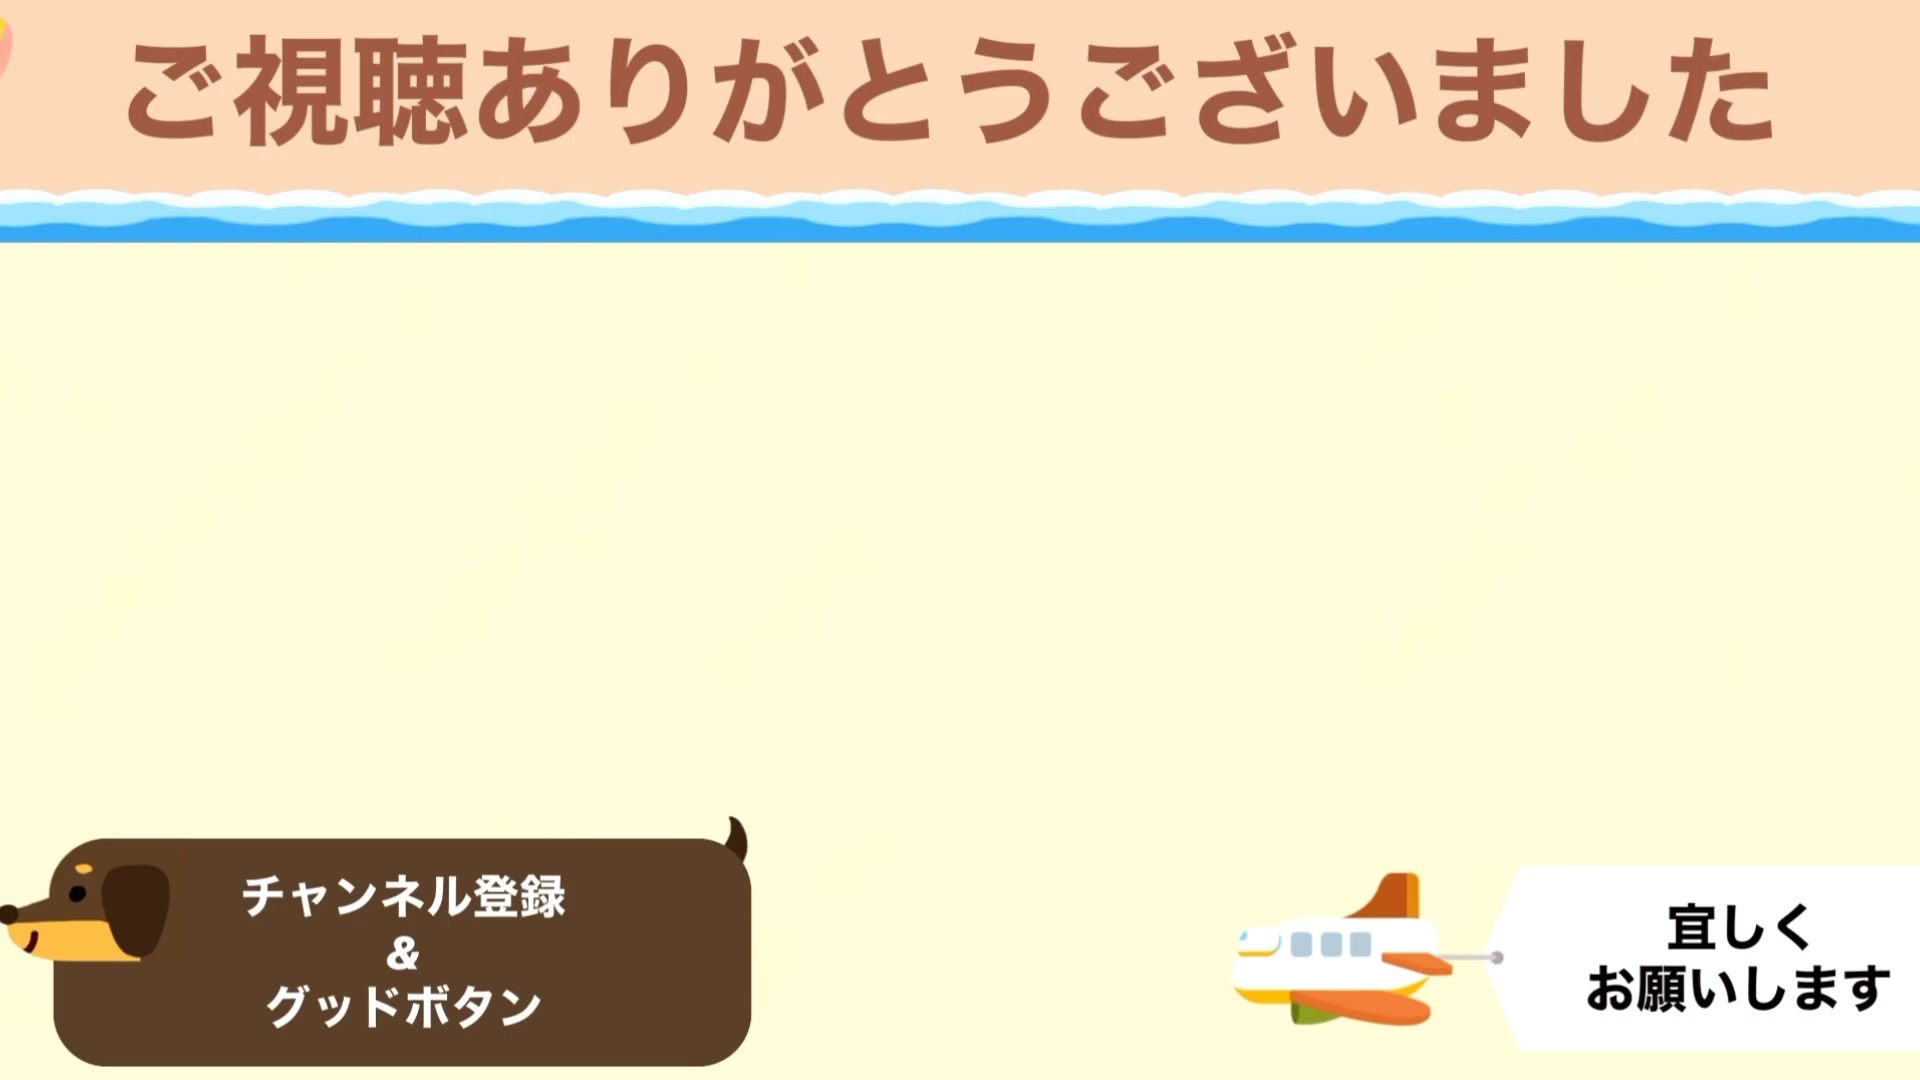 ご視聴ありがとうございました
チャンネル登録
&
グッドボタン
宜しく
お願いします